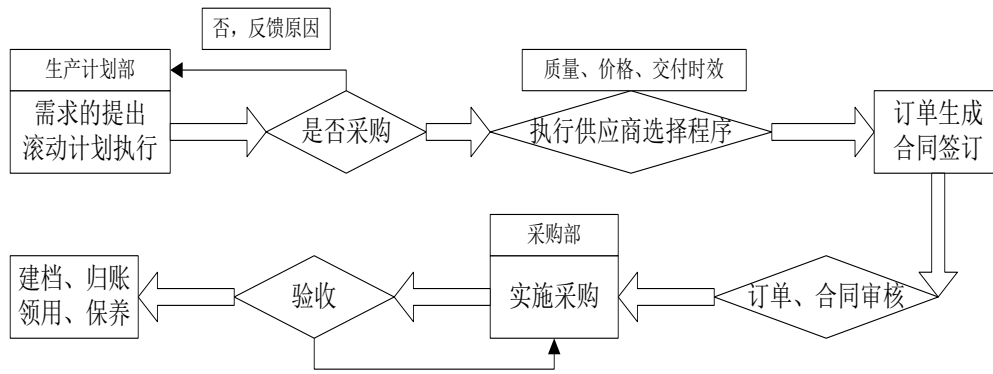 否，反馈原因
生产计划部
需求的提出
滚动计划执行
是否采购
质量、价格、交付时效
执行供应商选择程序
订单生成
合同签订
采购部
建档、归账
领用、保养
验收
实施采购
订单、合同审核